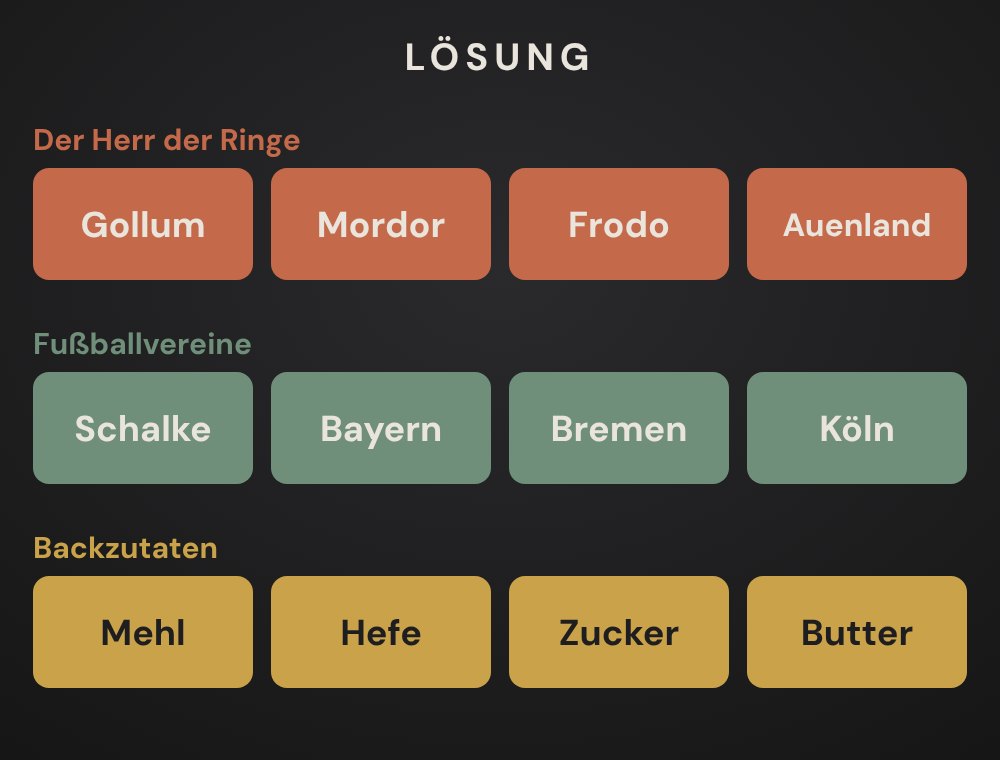 LÖSUNG
Der Herr der Ringe
Gollum Mordor Frodo Auenland
Fußballvereine
Schalke Bayern Bremen Köln
Backzutaten
Mehl Hefe Zucker Butter